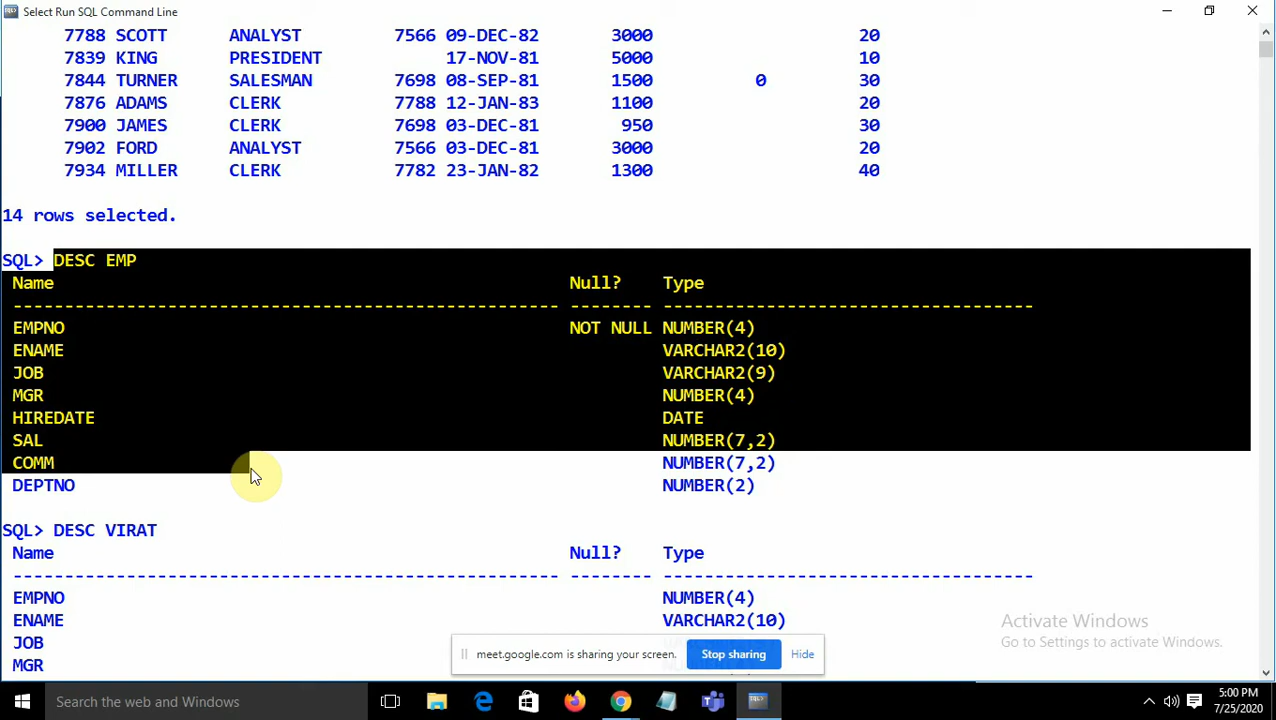 Select Run SQL Command Line
7788 SCOTT ANALYST 7566 09-DEC-82 3000 20
7839 KING PRESIDENT 17-NOV-81 5000 10
7844 TURNER SALESMAN 7698 08-SEP-81 1500 0 30
7876 ADAMS CLERK 7788 12-JAN-83 1100 20
7900 JAMES CLERK 7698 03-DEC-81 950 30
7902 FORD ANALYST 7566 03-DEC-81 3000 20
7934 MILLER CLERK 7782 23-JAN-82 1300 40
14 rows selected.
SQL> DESC EMP
Name Null? Type
----------------------------------------------------- -------- ------------------------------------
EMPNO NOT NULL NUMBER(4)
ENAME VARCHAR2(10)
JOB VARCHAR2(9)
MGR NUMBER(4)
HIREDATE DATE
SAL NUMBER(7,2)
COMM NUMBER(7,2)
DEPTNO NUMBER(2)
SQL> DESC VIRAT
Name Null? Type
----------------------------------------------------- -------- ------------------------------------
EMPNO NUMBER(4)
ENAME VARCHAR2(10)
JOB
MGR
Activate Windows
Go to Settings to activate Windows.
meet.google.com is sharing your screen. Stop sharing Hide
Search the web and Windows
5:00 PM
7/25/2020